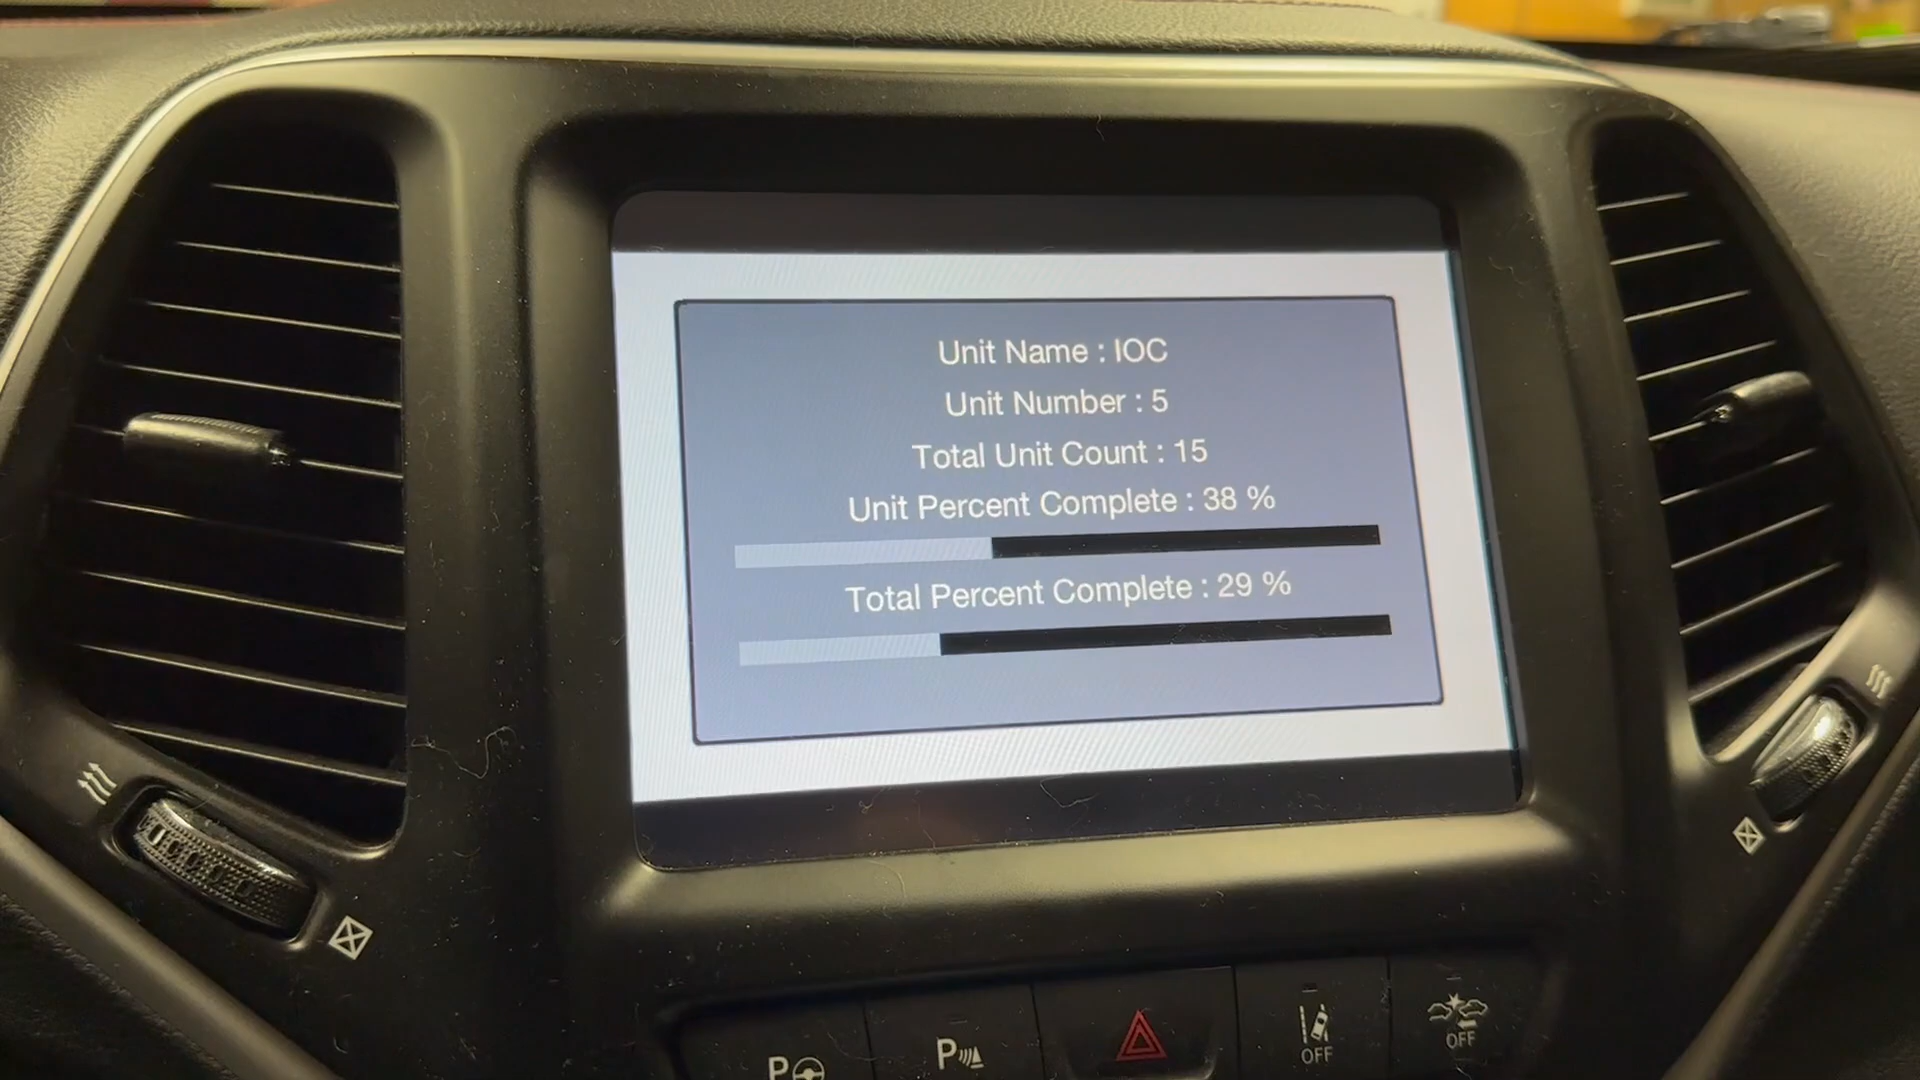 Unit Name : IOC
Unit Number : 5
Total Unit Count : 15
Unit Percent Complete : 38 %
Total Percent Complete : 29 %
P
P
OFF
OFF